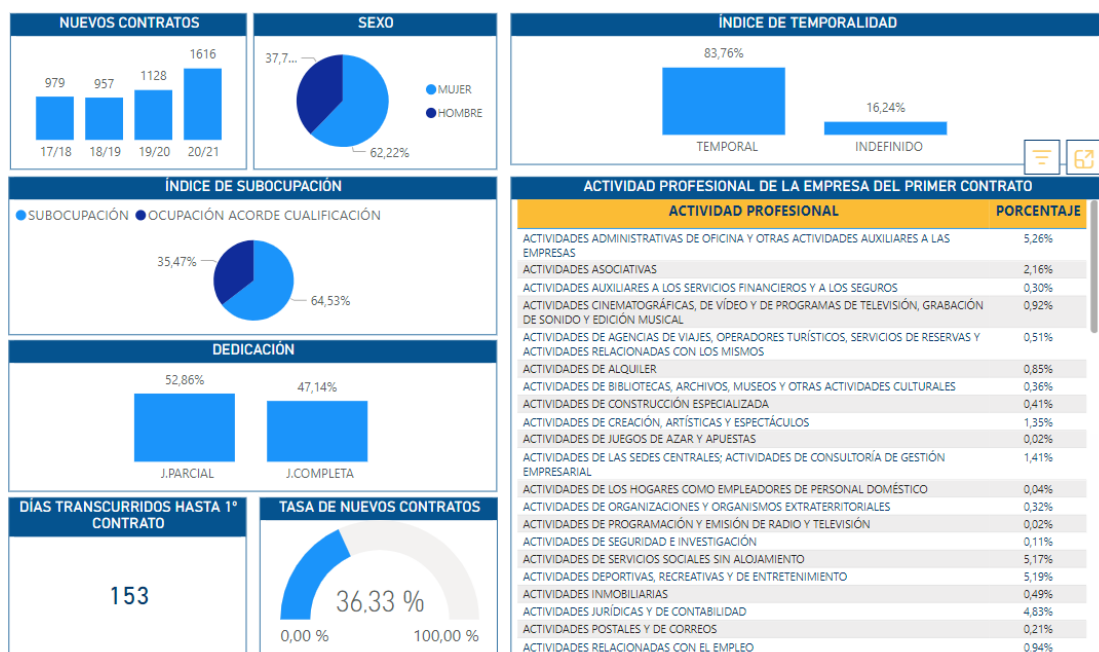 NUEVOS CONTRATOS
979
957
1128
1616
17/18
18/19
19/20
20/21
SEXO
37,7...
62,22%
MUJER
HOMBRE
ÍNDICE DE TEMPORALIDAD
83,76%
16,24%
TEMPORAL
INDEFINIDO
ÍNDICE DE SUBOCUPACIÓN
SUBOCUPACIÓN
OCUPACIÓN ACORDE CUALIFICACIÓN
35,47%
64,53%
DEDICACIÓN
52,86%
47,14%
J.PARCIAL
J.COMPLETA
DÍAS TRANSCURRIDOS HASTA 1º
CONTRATO
153
TASA DE NUEVOS CONTRATOS
36,33 %
0,00 %
100,00 %
ACTIVIDAD PROFESIONAL DE LA EMPRESA DEL PRIMER CONTRATO
ACTIVIDAD PROFESIONAL PORCENTAJE
ACTIVIDADES ADMINISTRATIVAS DE OFICINA Y OTRAS ACTIVIDADES AUXILIARES A LAS 5,26%
EMPRESAS
ACTIVIDADES ASOCIATIVAS 2,16%
ACTIVIDADES AUXILIARES A LOS SERVICIOS FINANCIEROS Y A LOS SEGUROS 0,30%
ACTIVIDADES CINEMATOGRÁFICAS, DE VÍDEO Y DE PROGRAMAS DE TELEVISIÓN, GRABACIÓN 0,92%
DE SONIDO Y EDICIÓN MUSICAL
ACTIVIDADES DE AGENCIAS DE VIAJES, OPERADORES TURÍSTICOS, SERVICIOS DE RESERVAS Y 0,51%
ACTIVIDADES RELACIONADAS CON LOS MISMOS
ACTIVIDADES DE ALQUILER 0,85%
ACTIVIDADES DE BIBLIOTECAS, ARCHIVOS, MUSEOS Y OTRAS ACTIVIDADES CULTURALES 0,36%
ACTIVIDADES DE CONSTRUCCIÓN ESPECIALIZADA 0,41%
ACTIVIDADES DE CREACIÓN, ARTÍSTICAS Y ESPECTÁCULOS 1,35%
ACTIVIDADES DE JUEGOS DE AZAR Y APUESTAS 0,02%
ACTIVIDADES DE LAS SEDES CENTRALES; ACTIVIDADES DE CONSULTORÍA DE GESTIÓN 1,41%
EMPRESARIAL
ACTIVIDADES DE LOS HOGARES COMO EMPLEADORES DE PERSONAL DOMÉSTICO 0,04%
ACTIVIDADES DE ORGANIZACIONES Y ORGANISMOS EXTRATERRITORIALES 0,32%
ACTIVIDADES DE PROGRAMACIÓN Y EMISIÓN DE RADIO Y TELEVISIÓN 0,02%
ACTIVIDADES DE SEGURIDAD E INVESTIGACIÓN 0,11%
ACTIVIDADES DE SERVICIOS SOCIALES SIN ALOJAMIENTO 5,17%
ACTIVIDADES DEPORTIVAS, RECREATIVAS Y DE ENTRETENIMIENTO 5,19%
ACTIVIDADES INMOBILIARIAS 0,49%
ACTIVIDADES JURÍDICAS Y DE CONTABILIDAD 4,83%
ACTIVIDADES POSTALES Y DE CORREOS 0,21%
ACTIVIDADES RELACIONADAS CON EL EMPLEO 0,94%